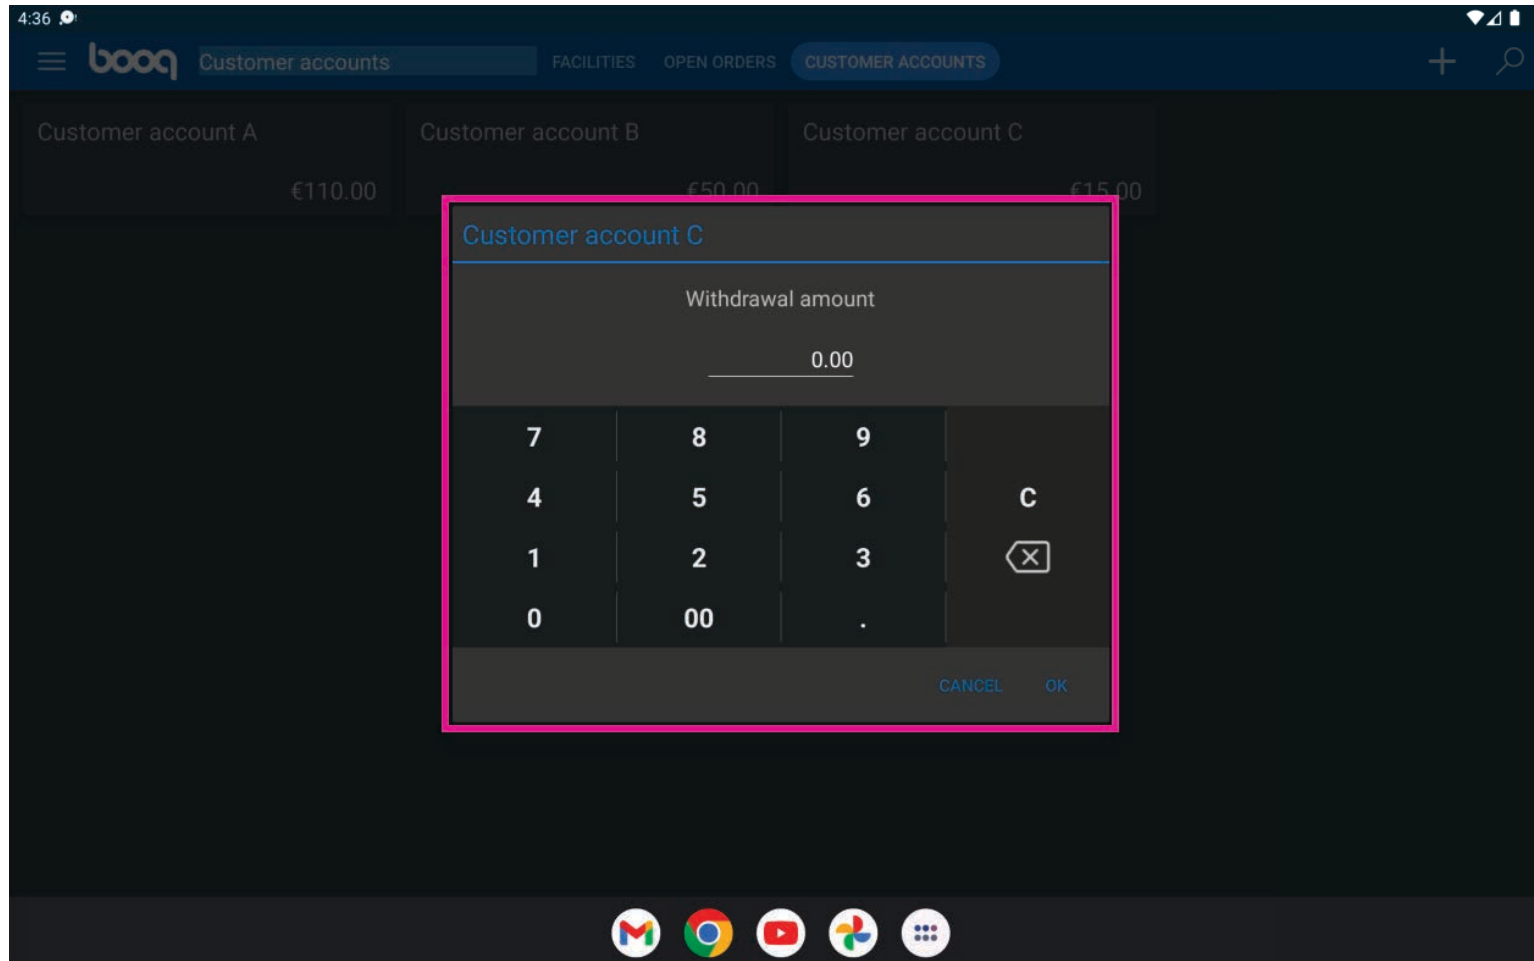 4:36
booq Customer accounts FACILITIES OPEN ORDERS CUSTOMER ACCOUNTS
Customer account A Customer account B Customer account C
€110.00 €50.00 €15.00
Customer account C
Withdrawal amount
0.00
7 8 9
4 5 6 C
1 2 3
0 00 .
CANCEL OK